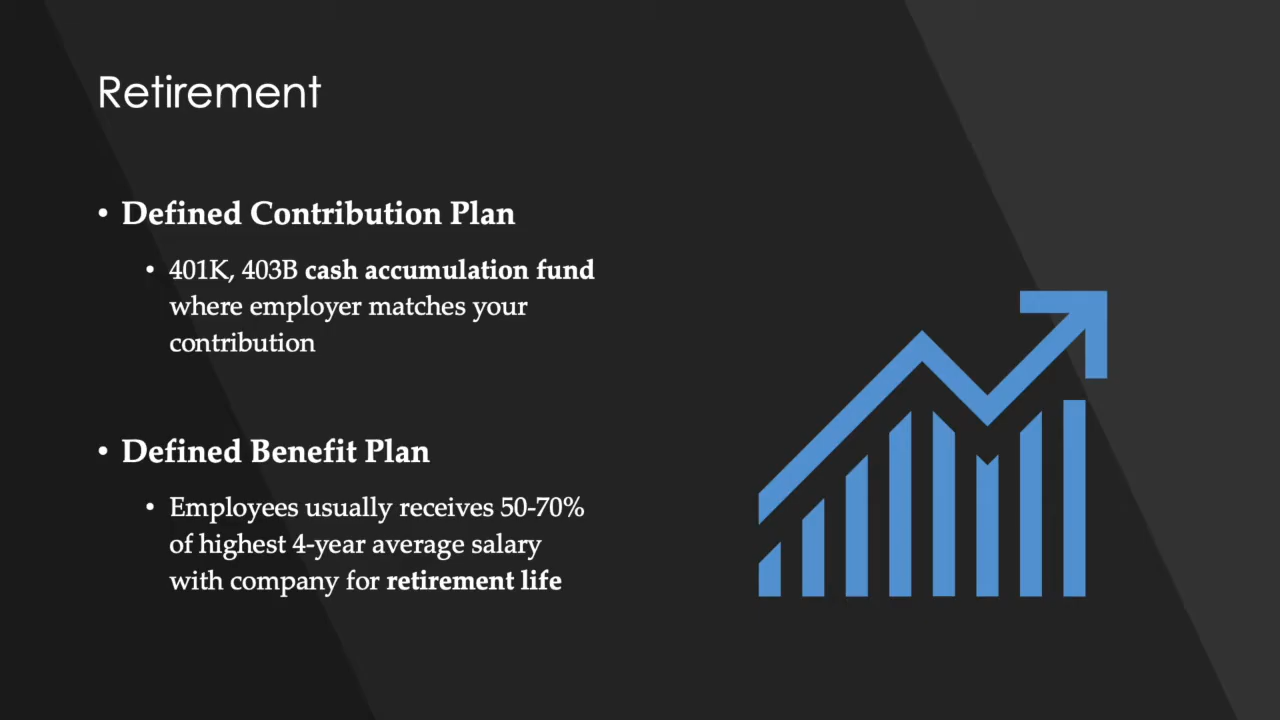 Retirement
• Defined Contribution Plan
• 401K, 403B cash accumulation fund
where employer matches your
contribution
• Defined Benefit Plan
• Employees usually receives 50-70%
of highest 4-year average salary
with company for retirement life